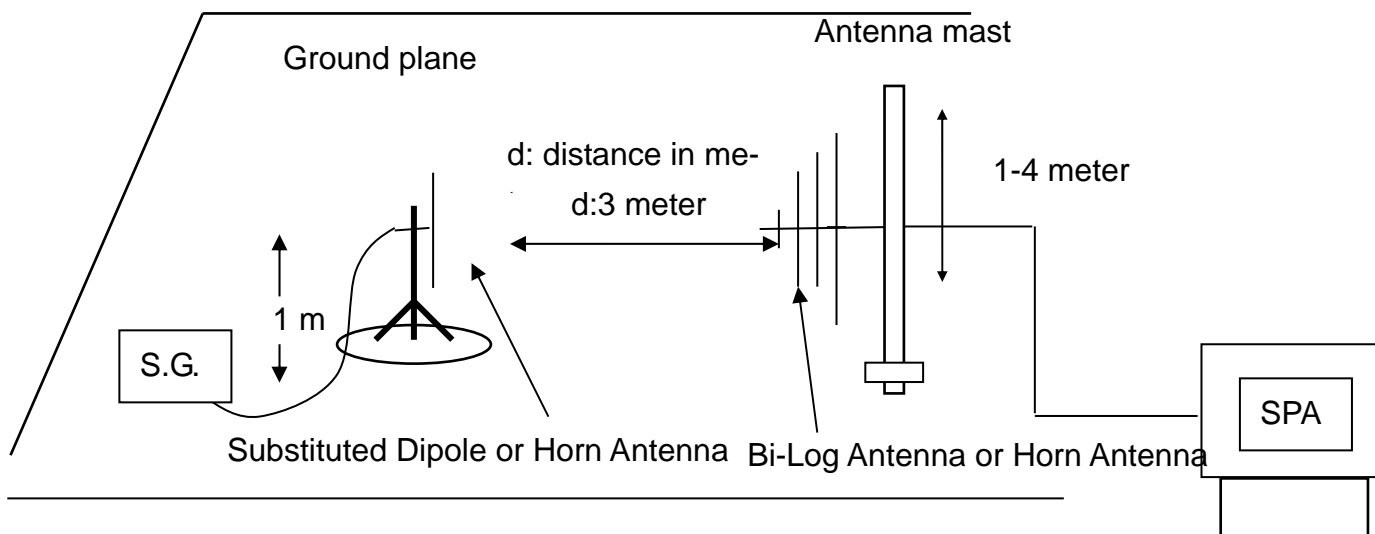 Antenna mast
Ground plane
d: distance in me-
d:3 meter
1-4 meter
1 m
S.G.
SPA
Substituted Dipole or Horn Antenna
Bi-Log Antenna or Horn Antenna